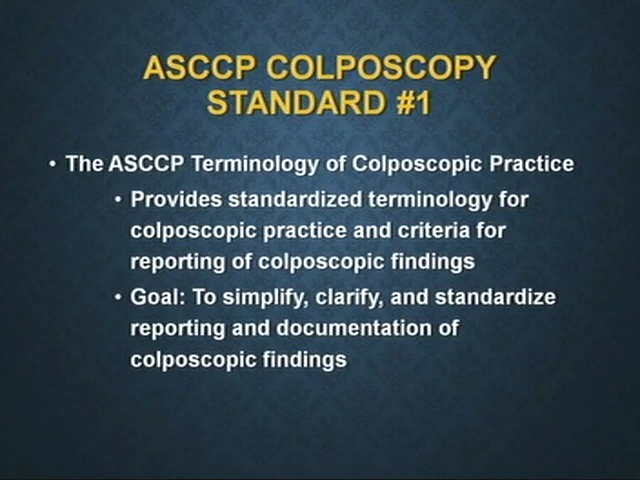 ASCCP COLPOSCOPY
STANDARD #1
• The ASCCP Terminology of Colposcopic Practice
• Provides standardized terminology for
colposcopic practice and criteria for
reporting of colposcopic findings
• Goal: To simplify, clarify, and standardize
reporting and documentation of
colposcopic findings